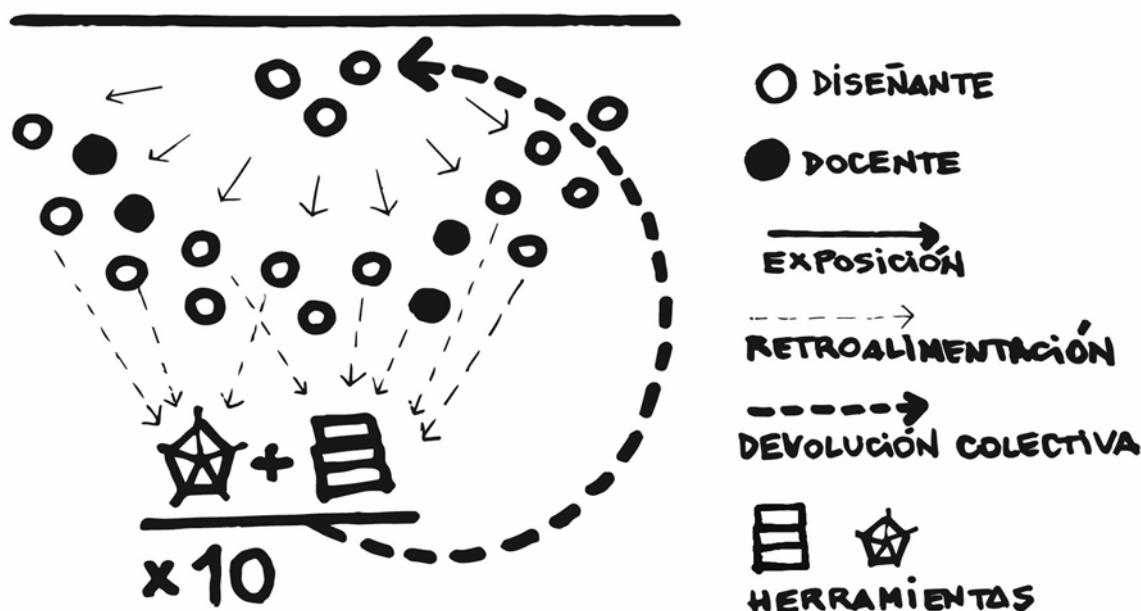 DISEÑANTE
DOCENTE
EXPOSICIÓN
RETROALIMENTACIÓN
DEVOLUCIÓN COLECTIVA
HERRAMIENTAS
+
x10